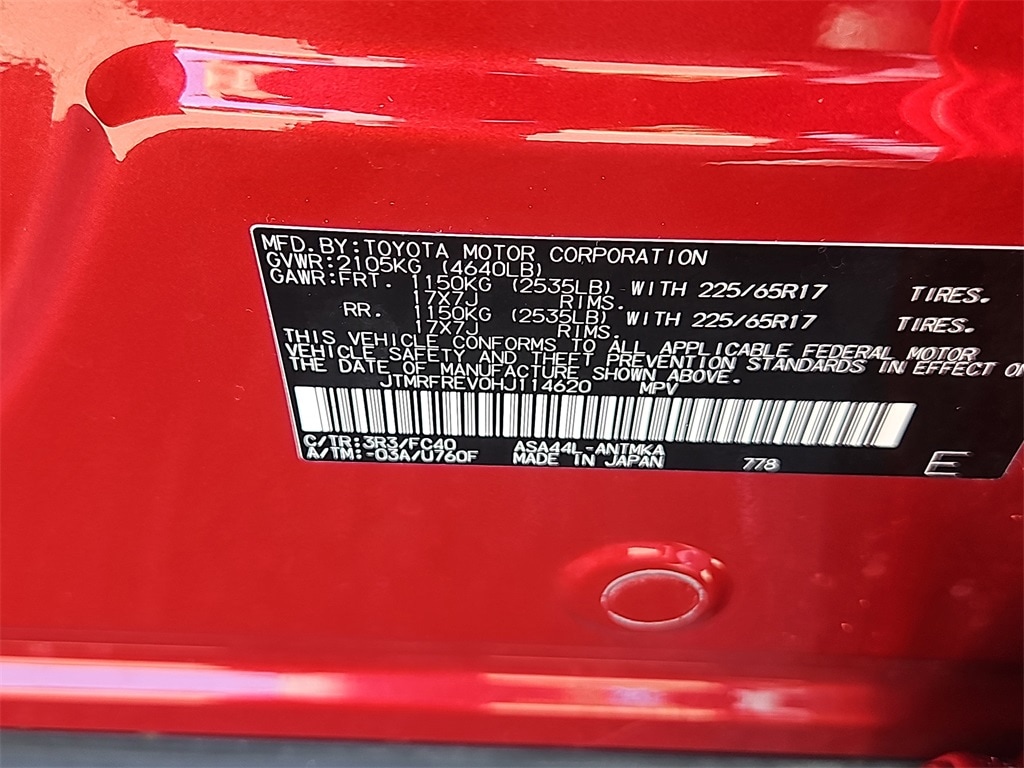 MFD. BY: TOYOTA MOTOR CORPORATION
GVWR: 2105KG (4640LB)
GAWR: FRT. 1150KG (2535LB) WITH 225/65R17 TIRES.
17X7J RIMS.
RR. 1150KG (2535LB) WITH 225/65R17 TIRES.
17X7J RIMS.
THIS VEHICLE CONFORMS TO ALL APPLICABLE FEDERAL MOTOR
VEHICLE SAFETY AND THEFT PREVENTION STANDARDS IN EFFECT ON
THE DATE OF MANUFACTURE SHOWN ABOVE.
JTMRFREV0HJ114620 MPV
C/TR: 3R3/FC40 ASA44L-ANTMKA
A/TM: -03A/U760F MADE IN JAPAN 778 E